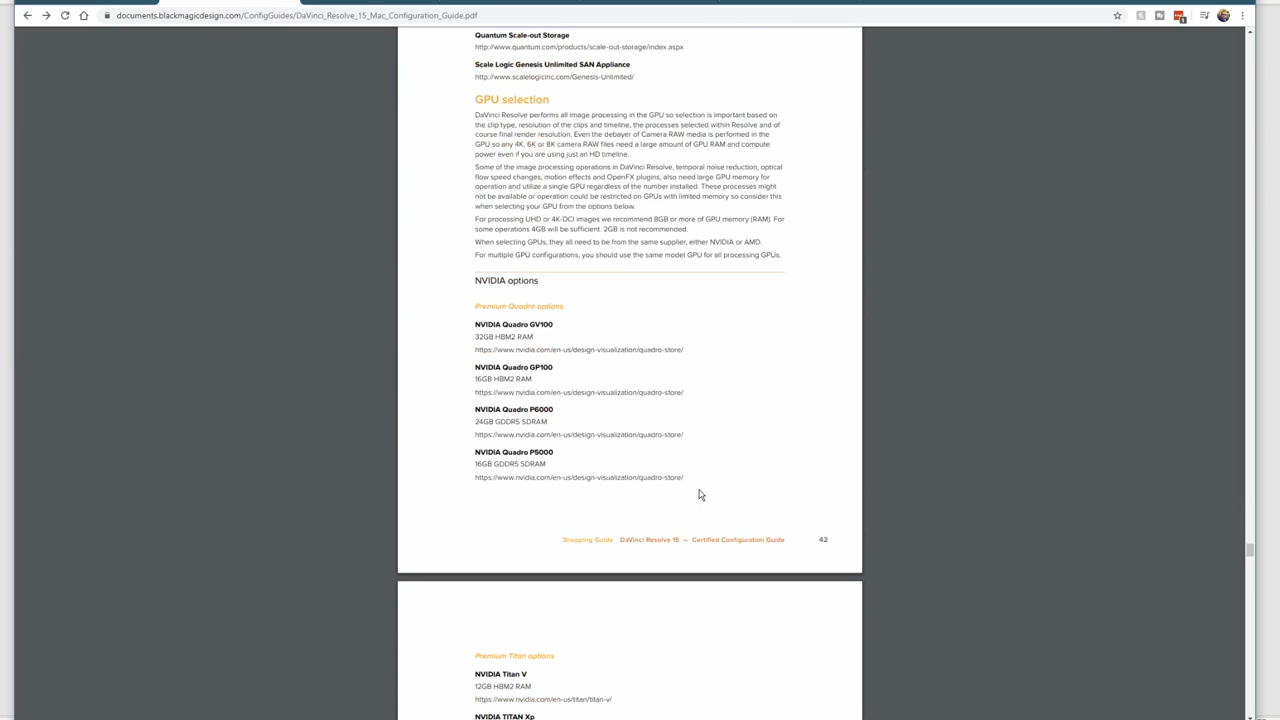 documents.blackmagicdesign.com/ConfigGuides/DaVinci_Resolve_15_Mac_Configuration_Guide.pdf
Quantum Scale-out Storage
http://www.quantum.com/products/scale-out-storage/index.aspx
Scale Logic Genesis Unlimited SAN Appliance
http://www.scalelogicinc.com/Genesis-Unlimited/
GPU selection
DaVinci Resolve performs all image processing in the GPU so selection is important based on
the clip type, resolution of the clips and timeline, the processes selected within Resolve and of
course final render resolution. Even the debayer of Camera RAW media is performed in the
GPU so any 4K, 6K or 8K camera RAW files need a large amount of GPU RAM and compute
power even if you are using just an HD timeline.
Some of the image processing operations in DaVinci Resolve, temporal noise reduction, optical
flow speed changes, motion effects and OpenFX plugins, also need large GPU memory for
operation and utilize a single GPU regardless of the number installed. These processes might
not be available or operation could be restricted on GPUs with limited memory so consider this
when selecting your GPU from the options below.
For processing UHD or 4K-DCI images we recommend 8GB or more of GPU memory (RAM). For
some operations 4GB will be sufficient. 2GB is not recommended.
When selecting GPUs, they all need to be from the same supplier, either NVIDIA or AMD.
For multiple GPU configurations, you should use the same model GPU for all processing GPUs.
NVIDIA options
Premium Quadro options
NVIDIA Quadro GV100
32GB HBM2 RAM
https://www.nvidia.com/en-us/design-visualization/quadro-store/
NVIDIA Quadro GP100
16GB HBM2 RAM
https://www.nvidia.com/en-us/design-visualization/quadro-store/
NVIDIA Quadro P6000
24GB GDDR5 SDRAM
https://www.nvidia.com/en-us/design-visualization/quadro-store/
NVIDIA Quadro P5000
16GB GDDR5 SDRAM
https://www.nvidia.com/en-us/design-visualization/quadro-store/
Shopping Guide DaVinci Resolve 15 — Certified Configuration Guide 42
Premium Titan options
NVIDIA Titan V
12GB HBM2 RAM
https://www.nvidia.com/en-us/titan/titan-v/
NVIDIA TITAN Xp